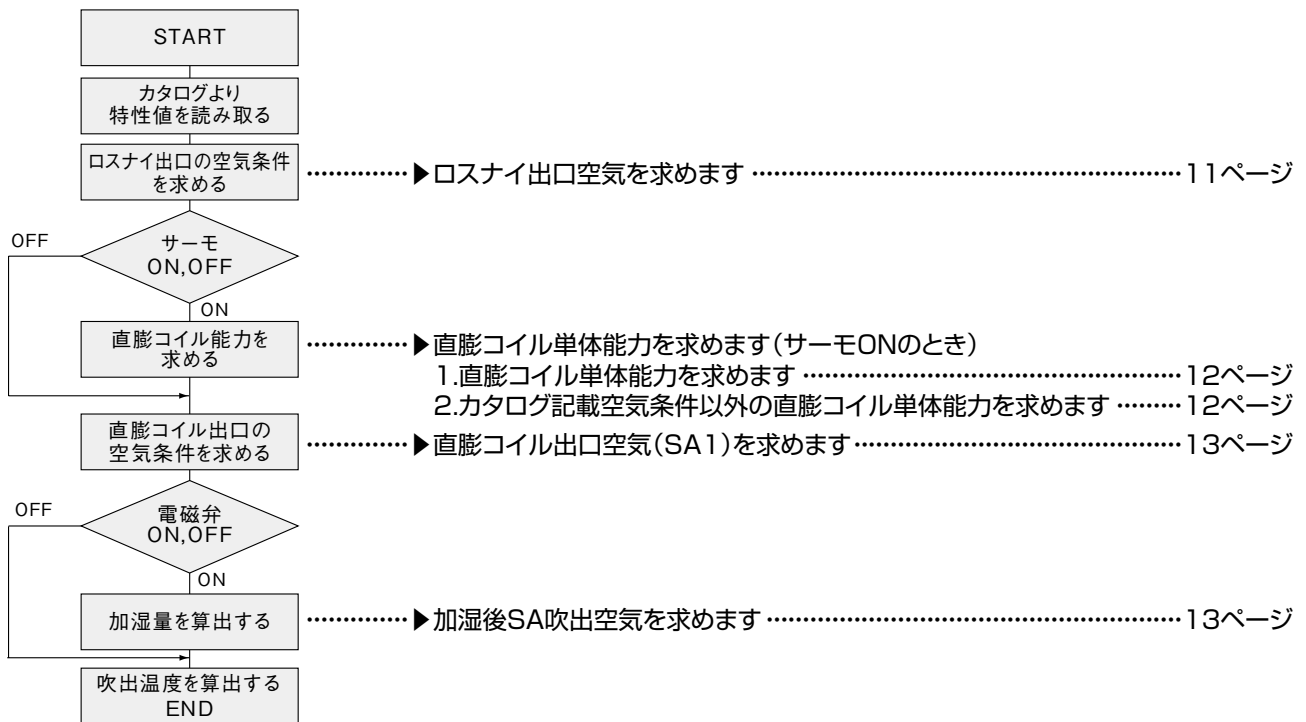 START
カタログより
特性値を読み取る
ロスナイ出口の空気条件
を求める
‥‥‥‥‥▶ロスナイ出口空気を求めます ‥‥‥‥‥‥‥‥‥‥‥‥‥‥‥‥‥‥‥‥‥‥‥‥‥‥11ページ
OFF
サーモ
ON,OFF
ON
直膨コイル能力を
求める
‥‥‥‥‥▶直膨コイル単体能力を求めます(サーモONのとき)
1.直膨コイル単体能力を求めます ‥‥‥‥‥‥‥‥‥‥‥‥‥‥‥‥‥‥‥‥‥‥‥12ページ
2.カタログ記載空気条件以外の直膨コイル単体能力を求めます ‥‥‥‥12ページ
直膨コイル出口の
空気条件を求める
‥‥‥‥‥▶直膨コイル出口空気(SA1)を求めます ‥‥‥‥‥‥‥‥‥‥‥‥‥‥‥‥‥‥‥‥13ページ
OFF
電磁弁
ON,OFF
ON
加湿量を算出する
‥‥‥‥‥▶加湿後SA吹出空気を求めます ‥‥‥‥‥‥‥‥‥‥‥‥‥‥‥‥‥‥‥‥‥‥‥‥‥13ページ
吹出温度を算出する
END